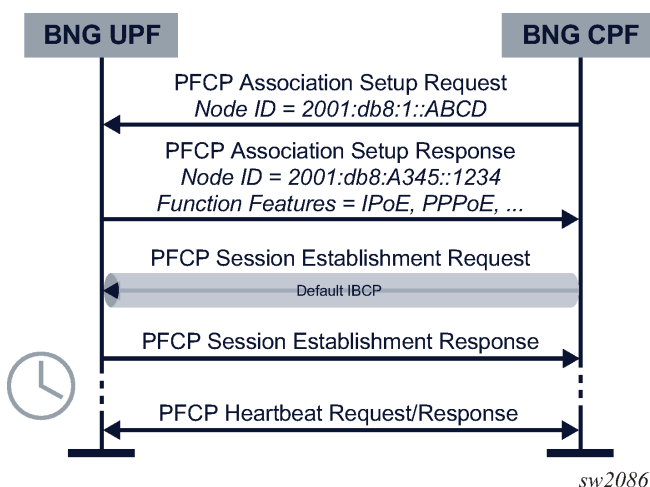 BNG UPF
BNG CPF
PFCP Association Setup Request
Node ID = 2001:db8:1::ABCD
PFCP Association Setup Response
Node ID = 2001:db8:A345::1234
Function Features = IPoE, PPPoE, ...
PFCP Session Establishment Request
Default IBCP
PFCP Session Establishment Response
PFCP Heartbeat Request/Response
sw2086